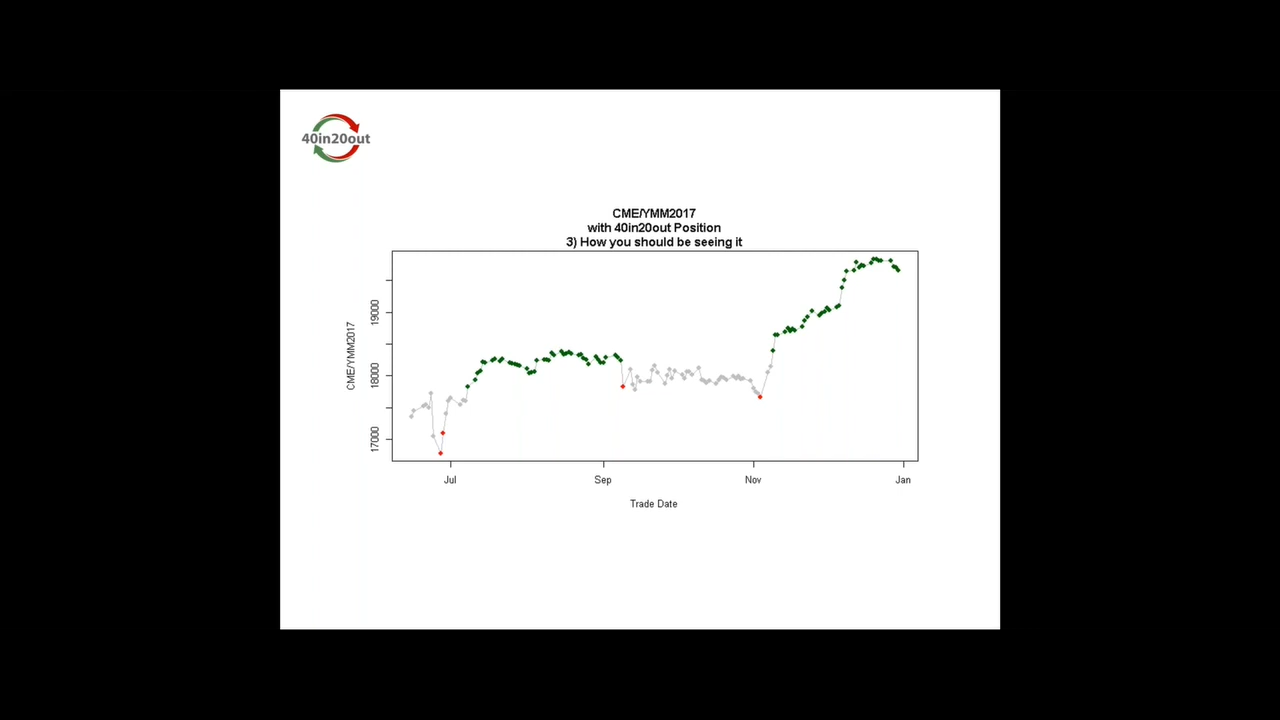 40in20out
CME/YMM2017
with 40in20out Position
3) How you should be seeing it
CME/YMM2017
19000
18000
17000
Jul
Sep
Nov
Jan
Trade Date